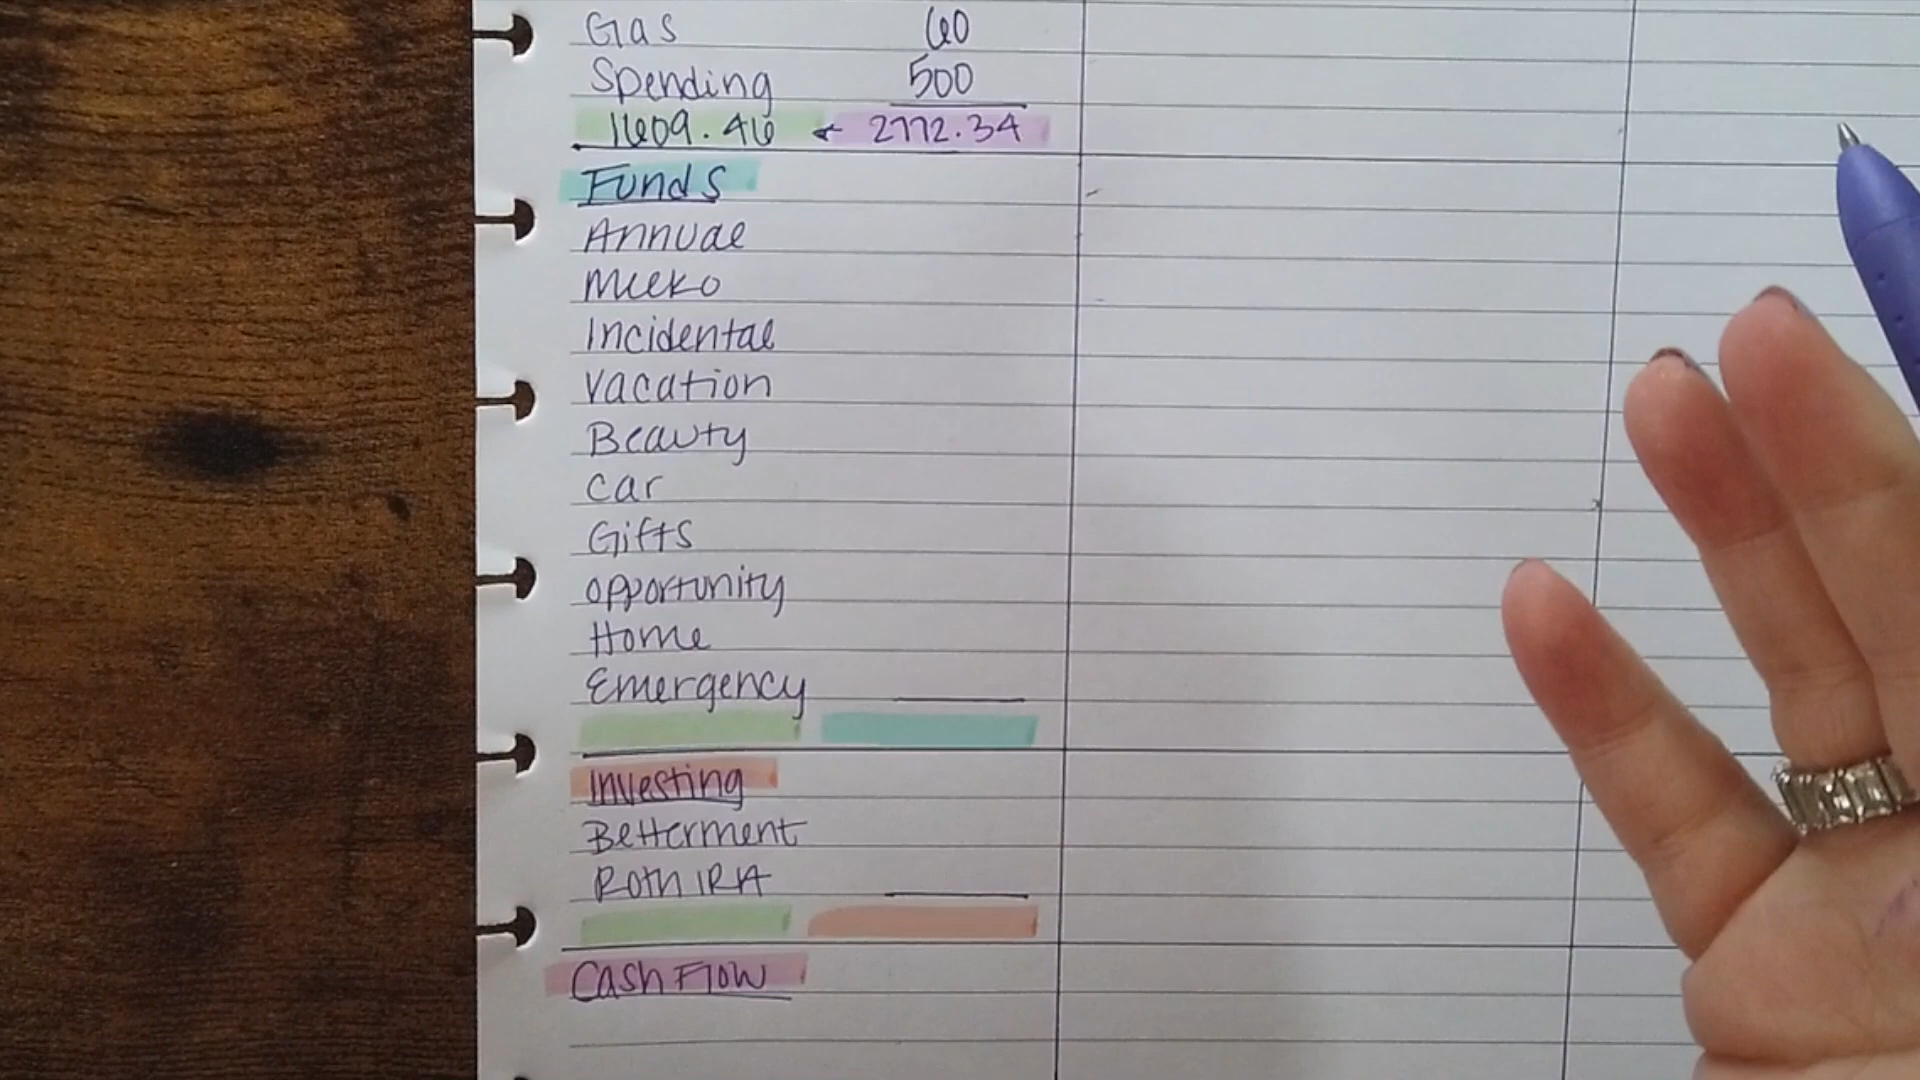 Gas 60
Spending 500
1609.46 ← 2772.34
Funds
Annual
Meeko
Incidental
Vacation
Beauty
Car
Gifts
Opportunity
Home
Emergency
Investing
Betterment
Roth IRA
Cash Flow